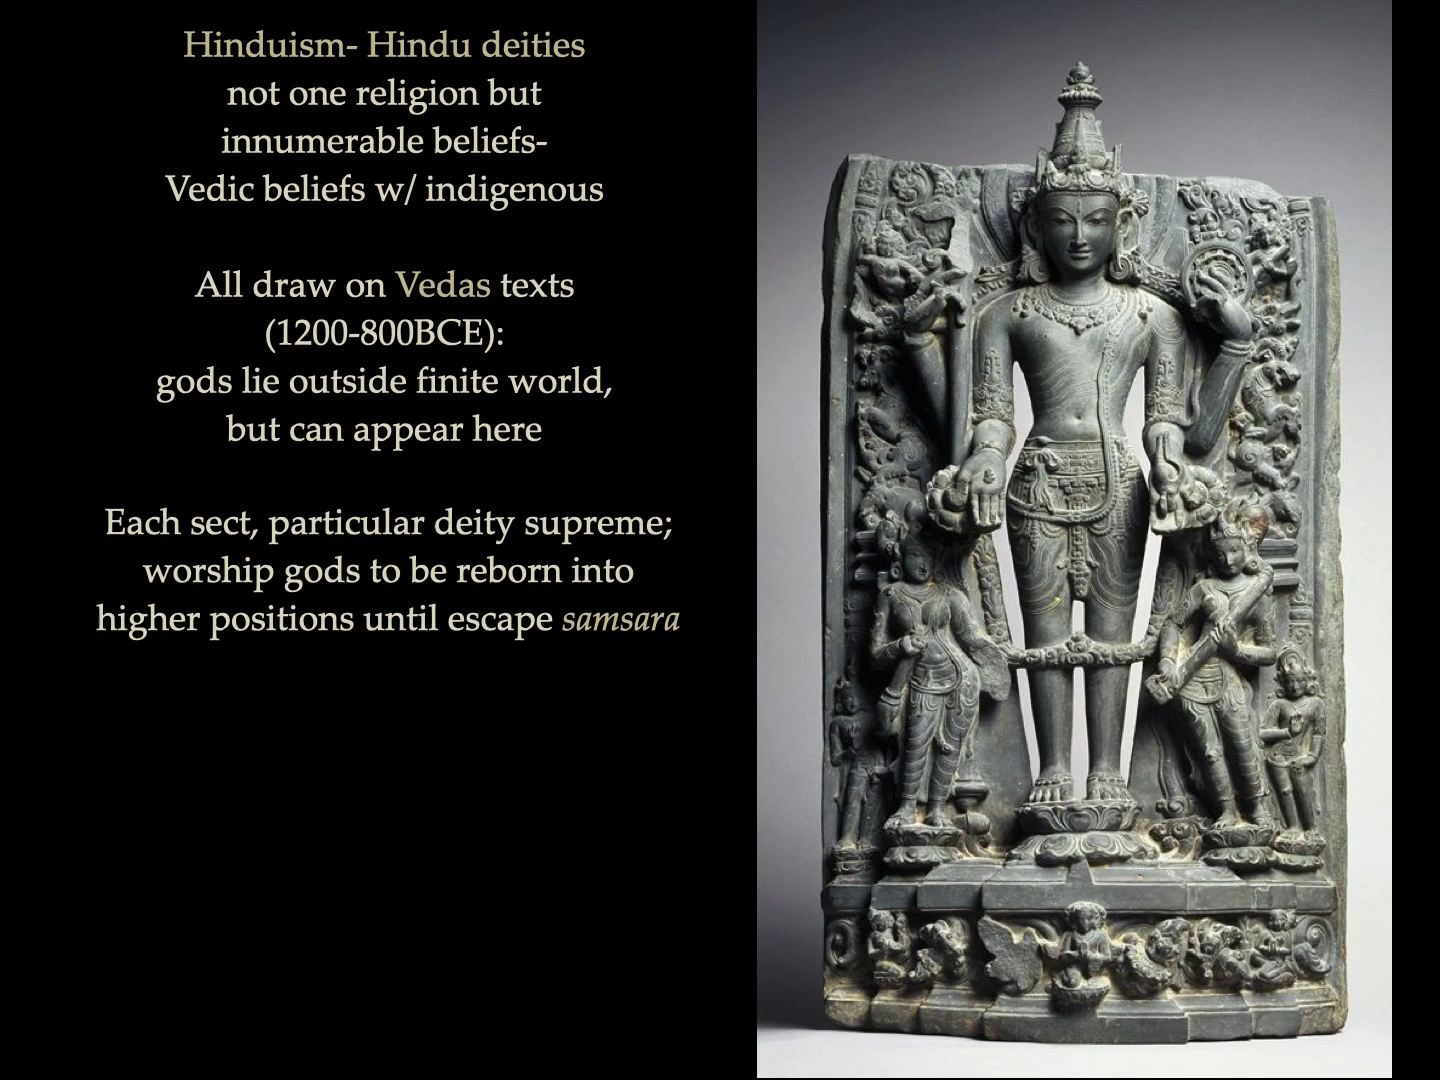 Hinduism- Hindu deities
not one religion but
innumerable beliefs-
Vedic beliefs w/ indigenous
All draw on Vedas texts
(1200-800BCE):
gods lie outside finite world,
but can appear here
Each sect, particular deity supreme;
worship gods to be reborn into
higher positions until escape samsara